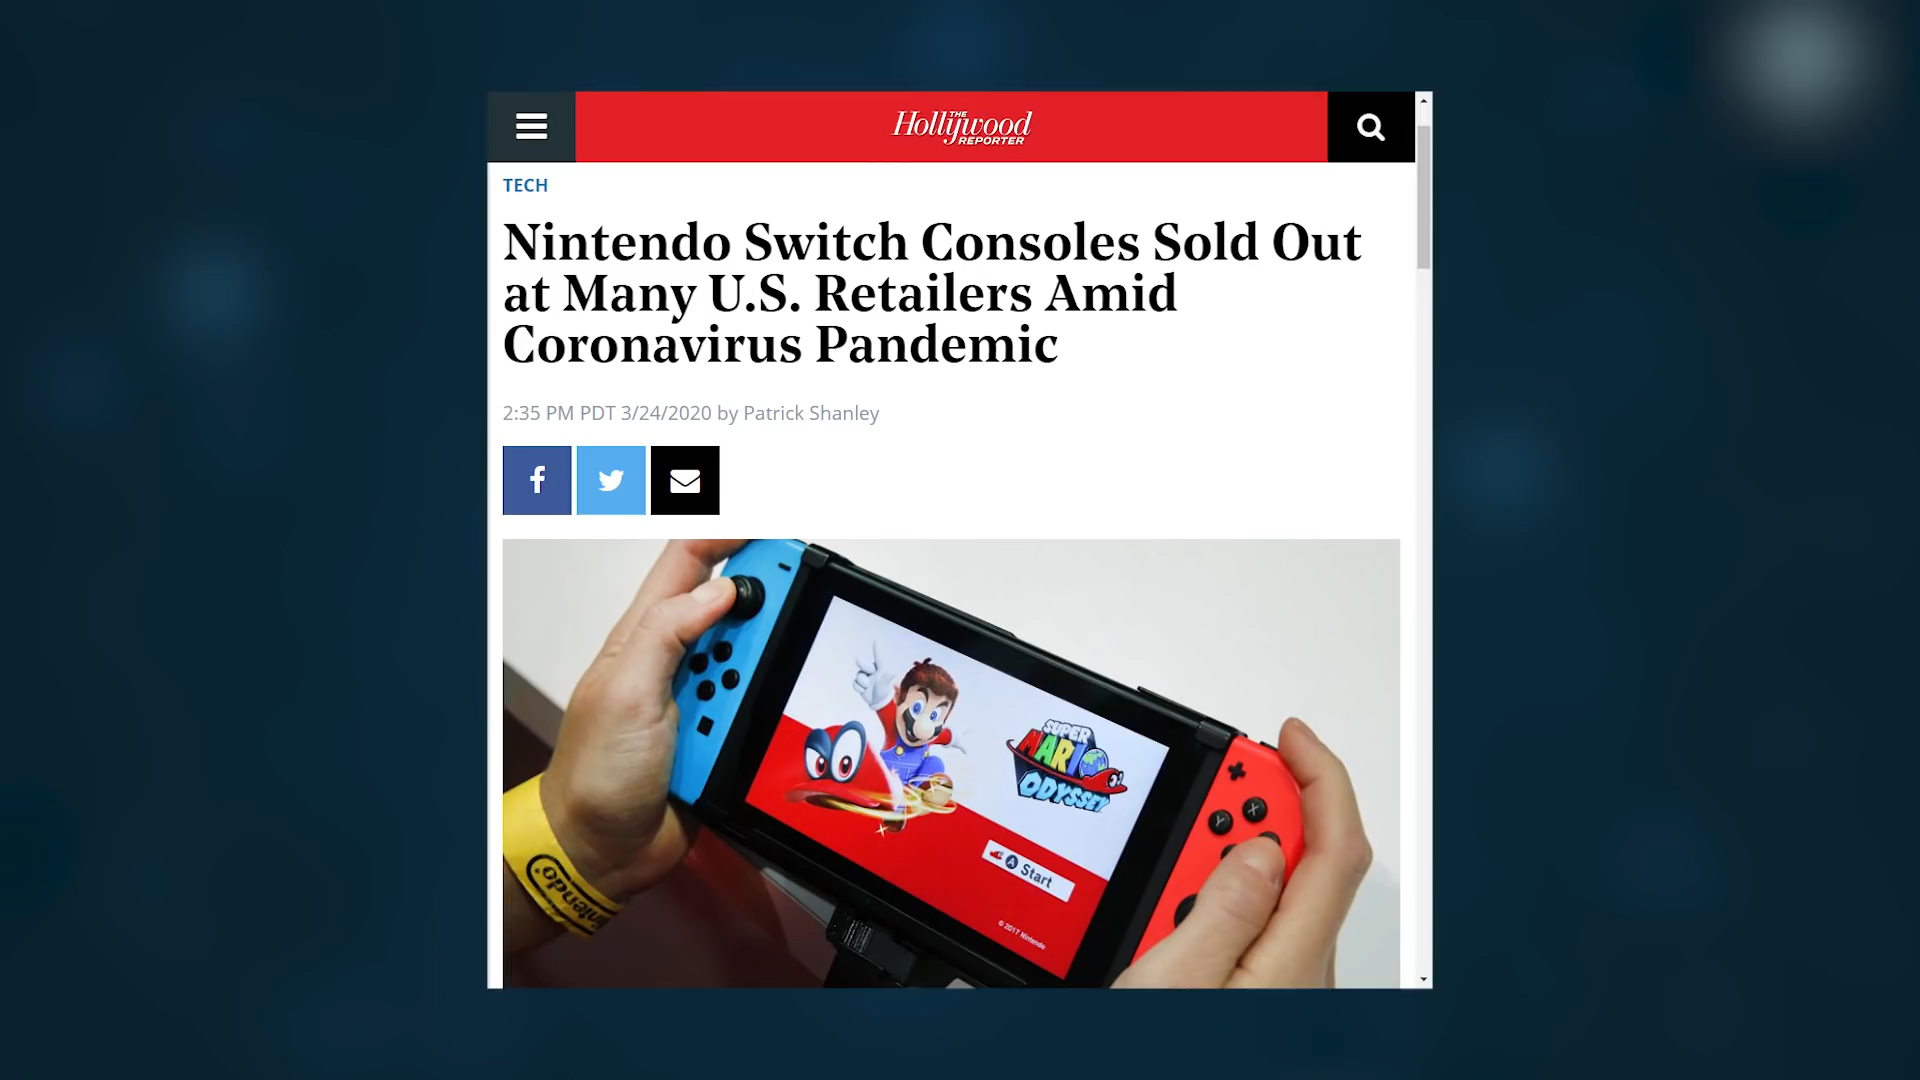 THE
Hollywood
REPORTER
TECH
Nintendo Switch Consoles Sold Out
at Many U.S. Retailers Amid
Coronavirus Pandemic
2:35 PM PDT 3/24/2020 by Patrick Shanley
f
SUPER
MARIO
ODYSSEY
A Start
© 2017 Nintendo
X
Y
Nintendo